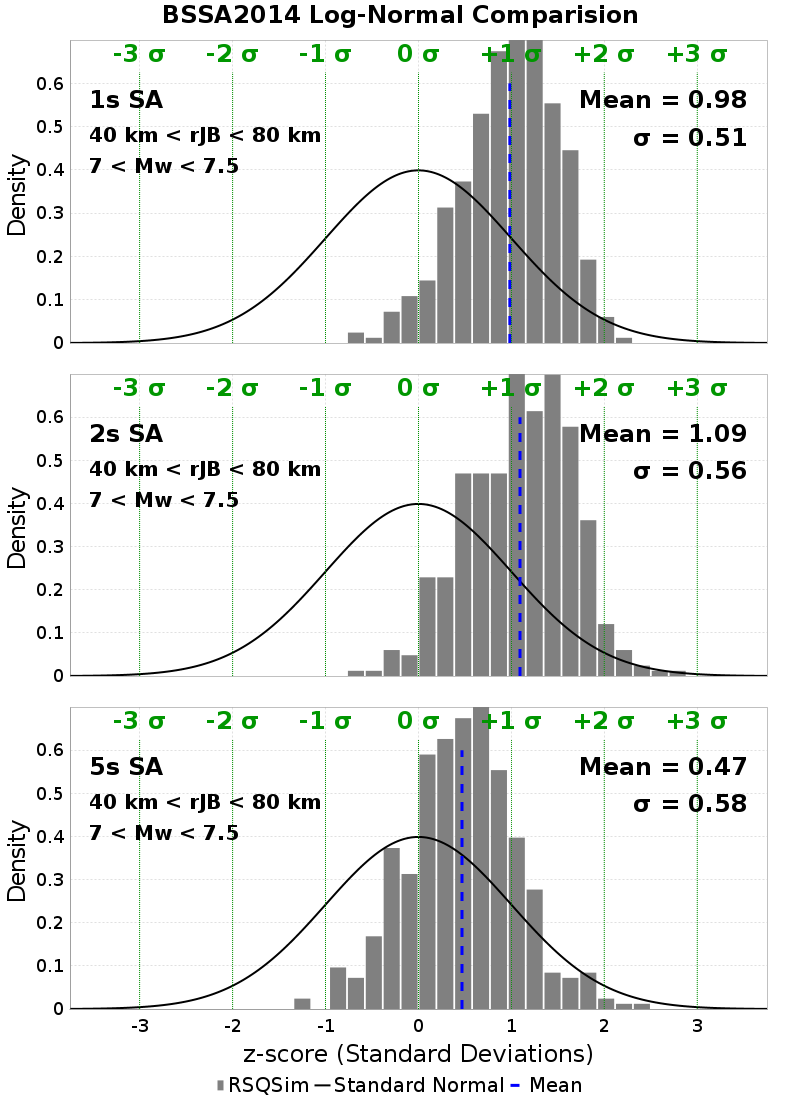 BSSA2014 Log-Normal Comparision
-3 σ -2 σ -1 σ 0 σ +1 σ +2 σ +3 σ
1s SA
Mean = 0.98
40 km < rJB < 80 km
σ = 0.51
7 < Mw < 7.5
0.6
0.5
0.4
0.3
0.2
0.1
0
Density
-3 σ -2 σ -1 σ 0 σ +1 σ +2 σ +3 σ
2s SA
Mean = 1.09
40 km < rJB < 80 km
σ = 0.56
7 < Mw < 7.5
0.6
0.5
0.4
0.3
0.2
0.1
0
Density
-3 σ -2 σ -1 σ 0 σ +1 σ +2 σ +3 σ
5s SA
Mean = 0.47
40 km < rJB < 80 km
σ = 0.58
7 < Mw < 7.5
0.6
0.5
0.4
0.3
0.2
0.1
0
Density
-3 -2 -1 0 1 2 3
z-score (Standard Deviations)
RSQSim Standard Normal Mean